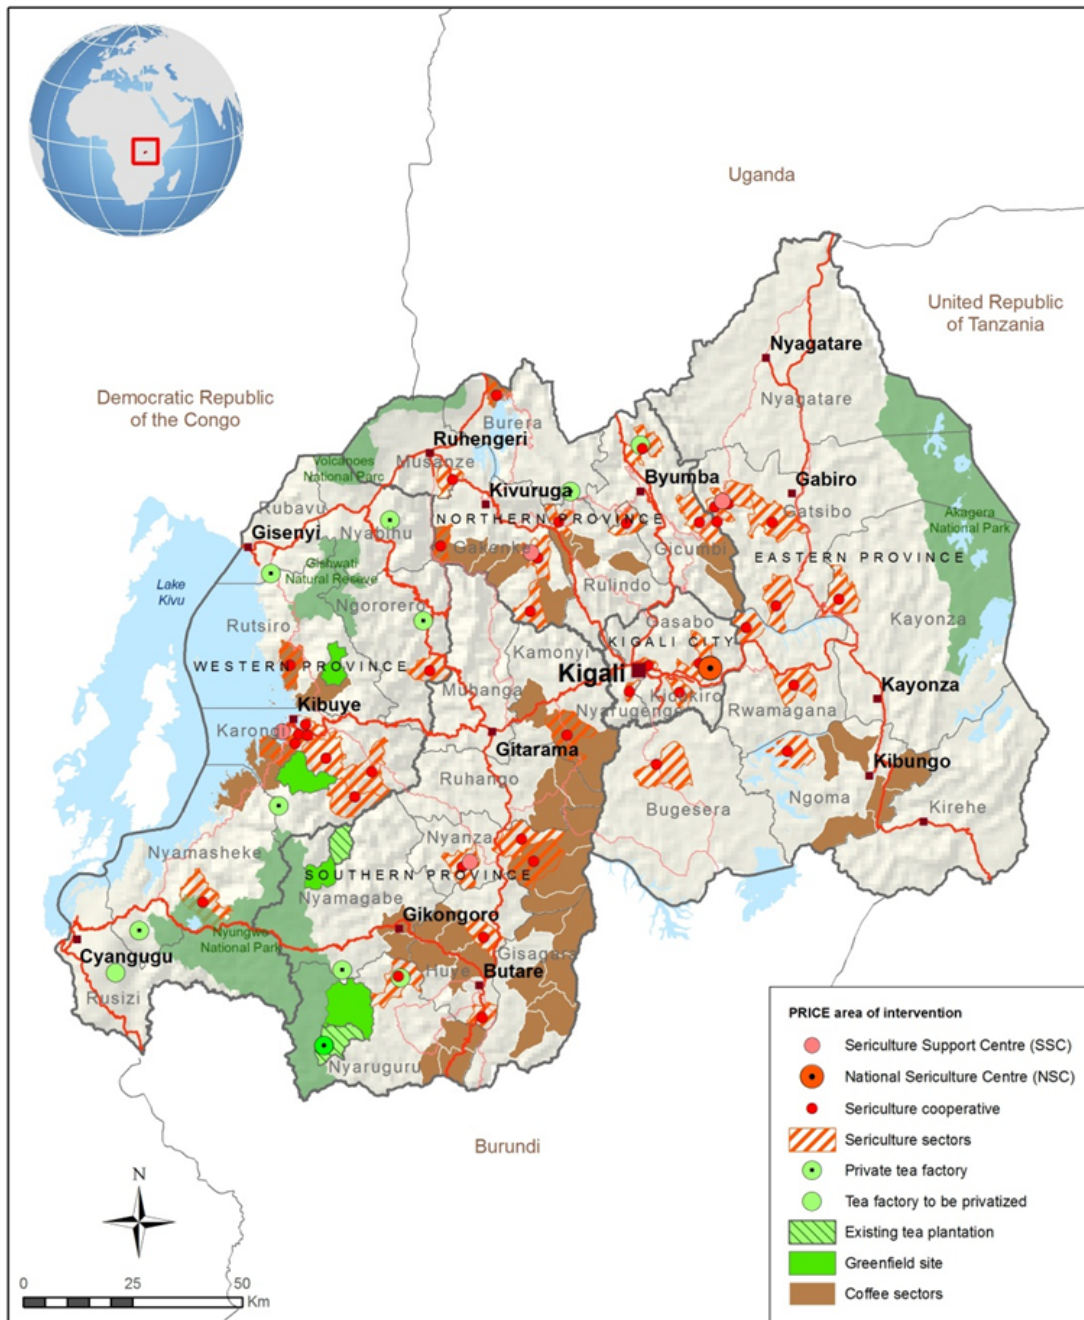 Uganda
United Republic
of Tanzania
Democratic Republic
of the Congo
Nyagatare
Nyagatare
Burera
Ruhengeri
Musanze
Volcanoes
National Parc
Byumba
Kivuruga
Gabiro
Gatsibo
Akagera
National Park
Rubavu
NORTHERN PROVINCE
Nyabihu
Gisenyi
Gakenke
Gicumbi
EASTERN PROVINCE
Gishwati
Natural Reseve
Lake
Kivu
Rulindo
Ngororero
Kayonza
Rutsiro
Gasabo
KIGALI CITY
Kamonyi
WESTERN PROVINCE
Kigali
Muhanga
Kicukiro
Kayonza
Kibuye
Nyarugenge
Rwamagana
Karongi
Gitarama
Kibungo
Ruhango
Bugesera
Ngoma
Kirehe
Nyanza
Nyamasheke
SOUTHERN PROVINCE
Nyamagabe
Gikongoro
Nyungwe
National Park
Gisagara
Cyangugu
Huye
Butare
Rusizi
Nyaruguru
Burundi
N
0 25 50
Km
PRICE area of intervention
Sericulture Support Centre (SSC)
National Sericulture Centre (NSC)
Sericulture cooperative
Sericulture sectors
Private tea factory
Tea factory to be privatized
Existing tea plantation
Greenfield site
Coffee sectors